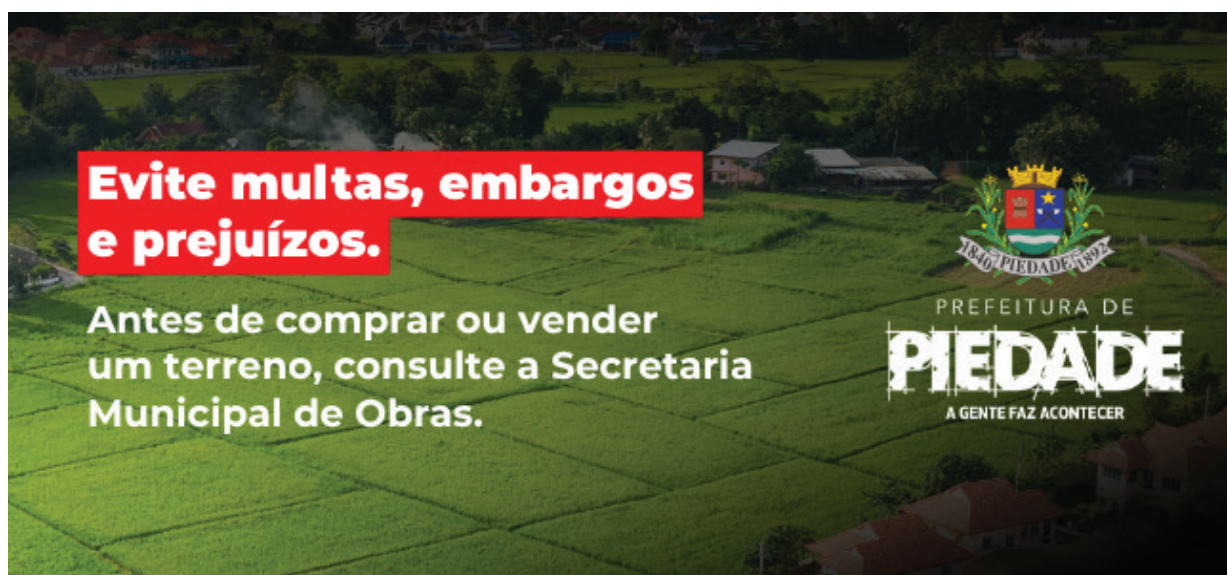 Evite multas, embargos
e prejuízos.
Antes de comprar ou vender
um terreno, consulte a Secretaria
Municipal de Obras.
1840 PIEDADE 1892
PREFEITURA DE
PIEDADE
A GENTE FAZ ACONTECER